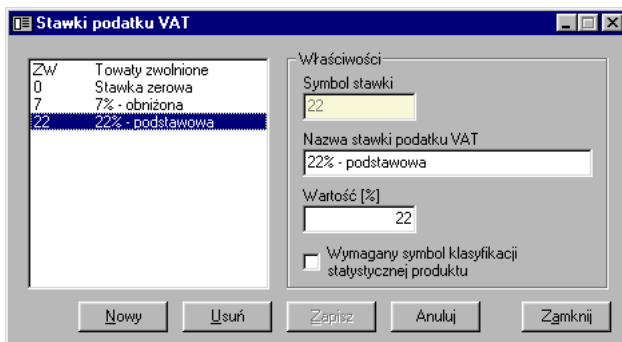 Stawki podatku VAT
ZW Towaty zwolnione
0 Stawka zerowa
7 7% - obniżona
22 22% - podstawowa
Właściwości
Symbol stawki
22
Nazwa stawki podatku VAT
22% - podstawowa
Wartość [%]
22
Wymagany symbol klasyfikacji
statystycznej produktu
Nowy Usuń Zapisz Anuluj Zamknij